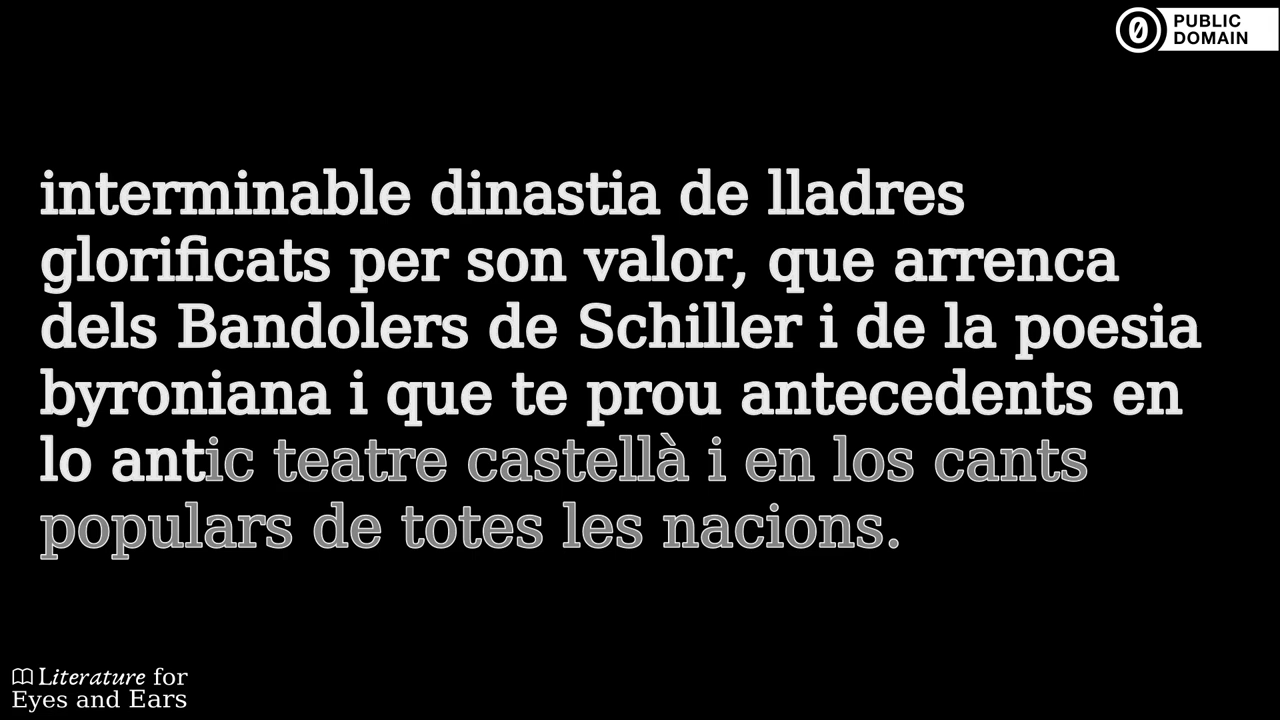 PUBLIC
DOMAIN
interminable dinastia de lladres
glorificats per son valor, que arrenca
dels Bandolers de Schiller i de la poesia
byroniana i que te prou antecedents en
lo antic teatre castellà i en los cants
populars de totes les nacions.
Literature for
Eyes and Ears